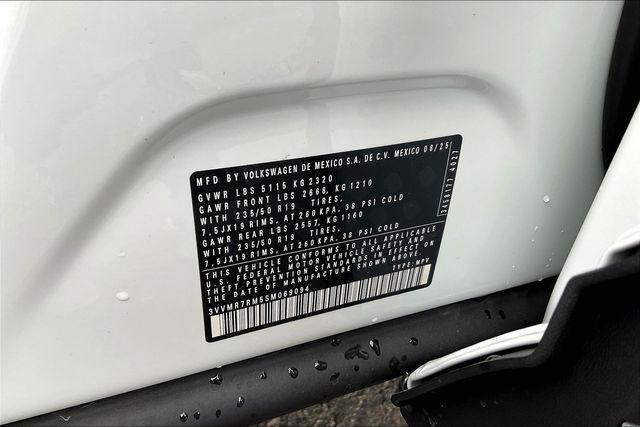 MFD BY VOLKSWAGEN DE MEXICO S.A. DE C.V. MEXICO 08/25
GVWR LBS 5115 KG 2320
GAWR FRONT LBS 2668, KG 1210
WITH 235/50 R19 TIRES,
7.5JX19 RIMS, AT 260 KPA, 38 PSI COLD
GAWR REAR LBS 2557, KG 1160
WITH 235/50 R19 TIRES,
7.5JX19 RIMS, AT 260 KPA, 38 PSI COLD
THIS VEHICLE CONFORMS TO ALL APPLICABLE
U.S. FEDERAL MOTOR VEHICLE SAFETY AND
THEFT PREVENTION STANDARDS IN EFFECT ON
THE DATE OF MANUFACTURE SHOWN ABOVE.
TYPE: MPV
3VVMR7RM5SM069094